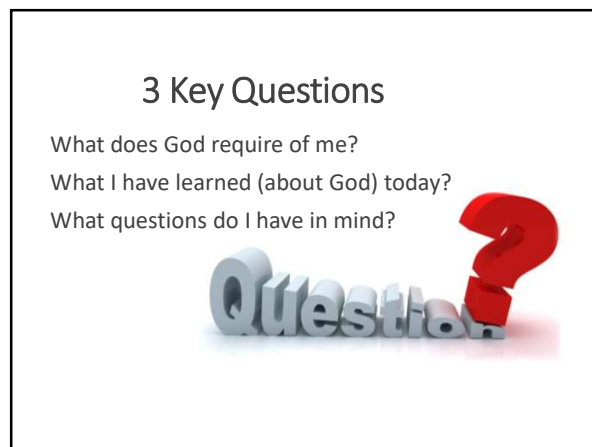 3 Key Questions
What does God require of me?
What I have learned (about God) today?
What questions do I have in mind?
Question?